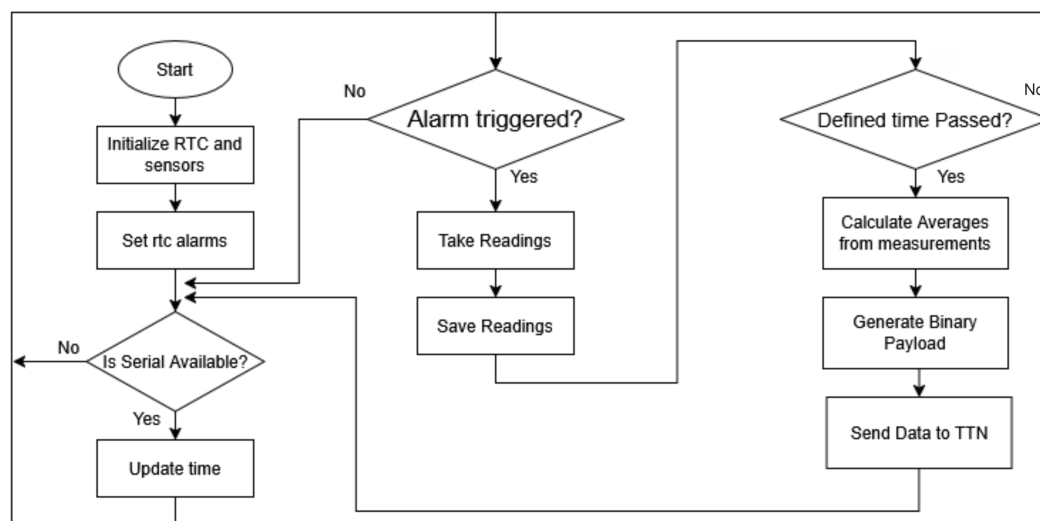 Start
Initialize RTC and
sensors
Set rtc alarms
No
Is Serial Available?
Yes
Update time
No
Alarm triggered?
Yes
Take Readings
Save Readings
No
Defined time Passed?
Yes
Calculate Averages
from measurements
Generate Binary
Payload
Send Data to TTN